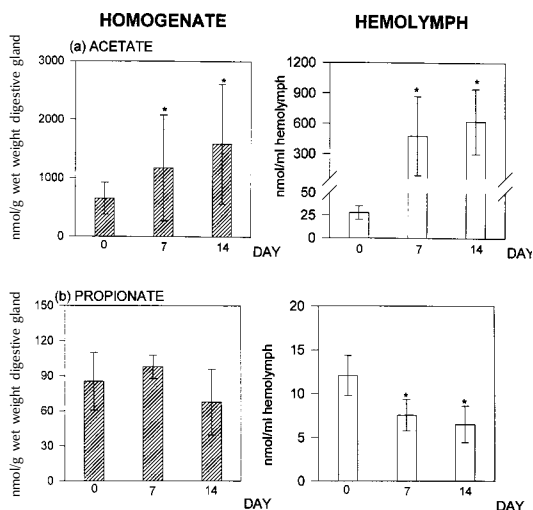 HOMOGENATE HEMOLYMPH
(a) ACETATE
nmol/g wet weight digestive gland
3000
2000
1000
0
* *
0 7 14 DAY
nmol/ml hemolymph
1200
900
600
300
50
25
0
* *
0 7 14 DAY
(b) PROPIONATE
nmol/g wet weight digestive gland
150
120
90
60
30
0
0 7 14
DAY
nmol/ml hemolymph
20
15
10
5
0
* *
0 7 14
DAY